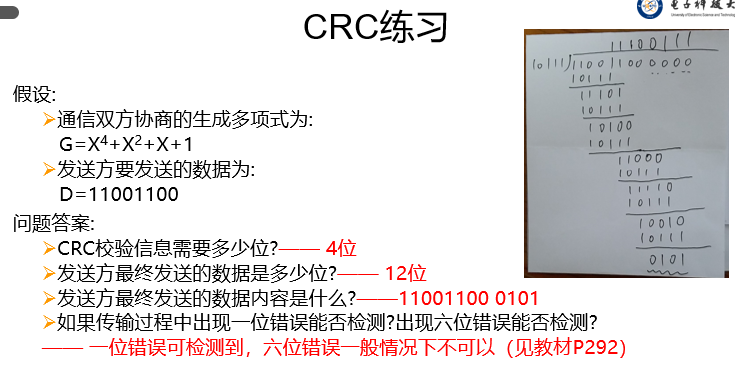 电子科技大
University of Electronic Science and Technology
CRC练习
假设:
通信双方协商的生成多项式为:
G=X⁴+X²+X+1
发送方要发送的数据为:
D=11001100
问题答案:
CRC校验信息需要多少位?—— 4位
发送方最终发送的数据是多少位?—— 12位
发送方最终发送的数据内容是什么?——11001100 0101
如果传输过程中出现一位错误能否检测?出现六位错误能否检测?
—— 一位错误可检测到，六位错误一般情况下不可以（见教材P292）
11100111
10111)110011000000
10111
11101
10111
10100
10111
11000
10111
11110
10111
10010
10111
0101